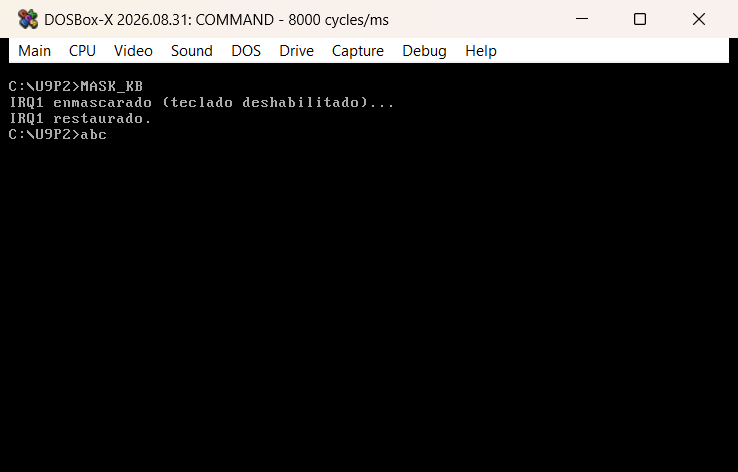 DOSBox-X 2026.08.31: COMMAND - 8000 cycles/ms
Main CPU Video Sound DOS Drive Capture Debug Help
C:\U9P2>MASK_KB
IRQ1 enmascarado (teclado deshabilitado)...
IRQ1 restaurado.
C:\U9P2>abc